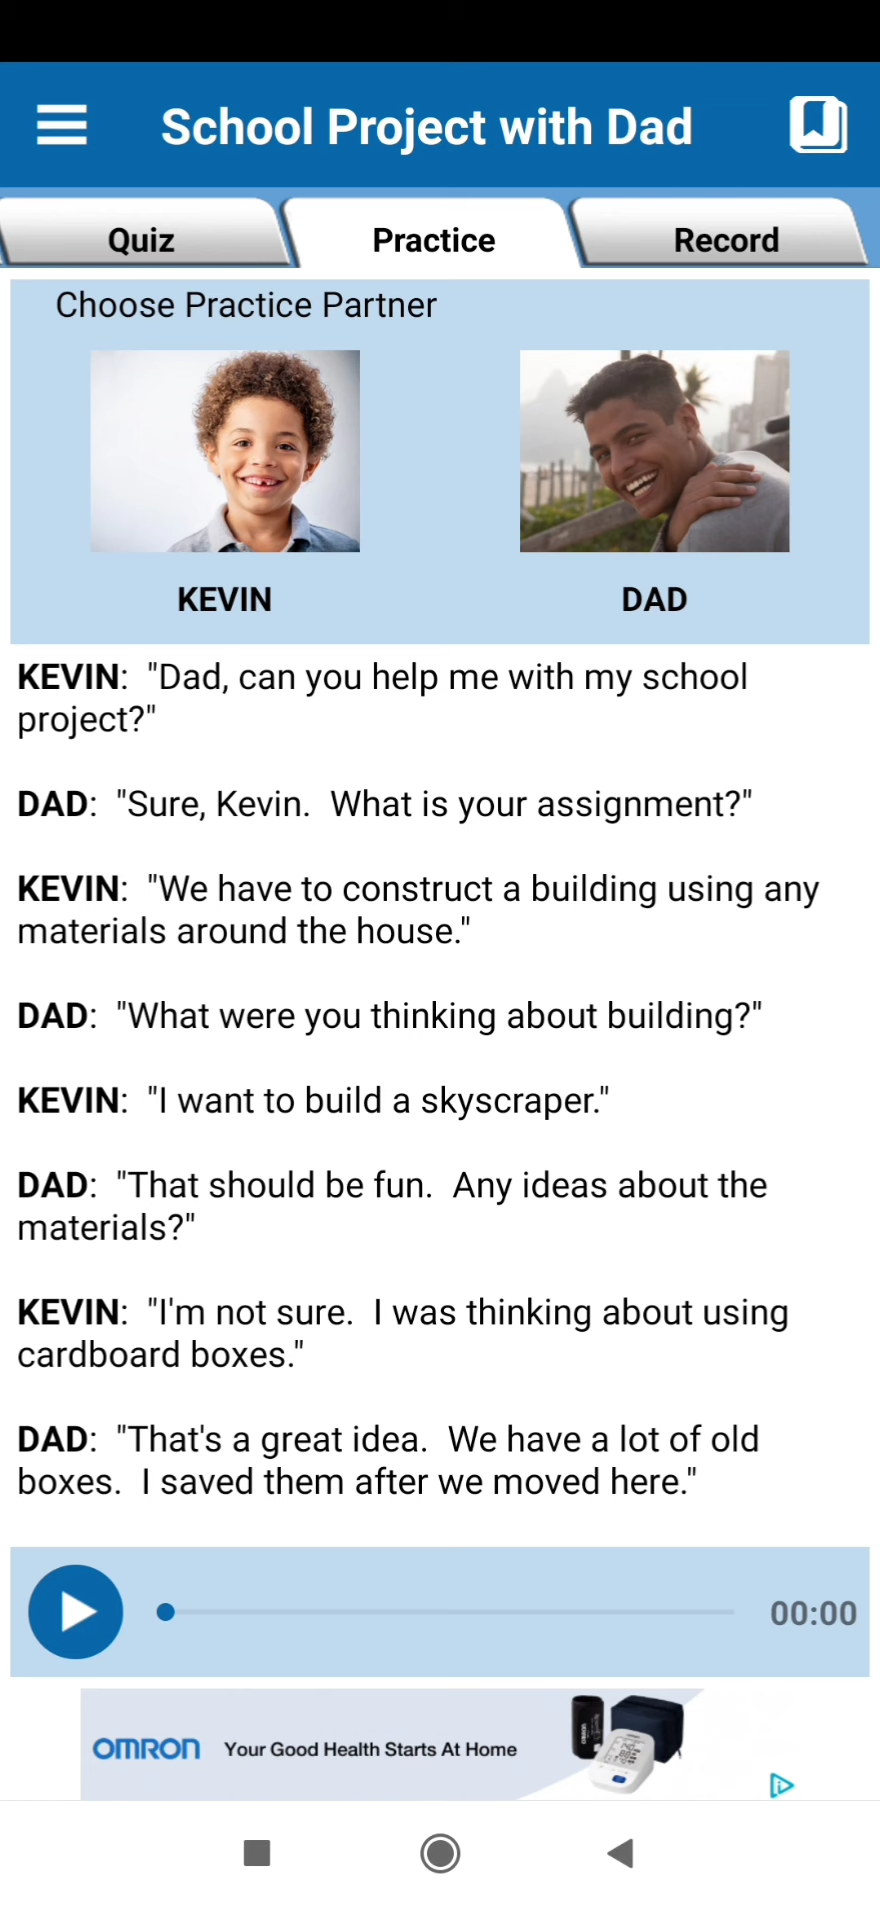 School Project with Dad
Quiz
Practice
Record
Choose Practice Partner
KEVIN
DAD
KEVIN:  "Dad, can you help me with my school
project?"
DAD:  "Sure, Kevin.  What is your assignment?"
KEVIN:  "We have to construct a building using any
materials around the house."
DAD:  "What were you thinking about building?"
KEVIN:  "I want to build a skyscraper."
DAD:  "That should be fun.  Any ideas about the
materials?"
KEVIN:  "I'm not sure.  I was thinking about using
cardboard boxes."
DAD:  "That's a great idea.  We have a lot of old
boxes.  I saved them after we moved here."
00:00
OMRON Your Good Health Starts At Home